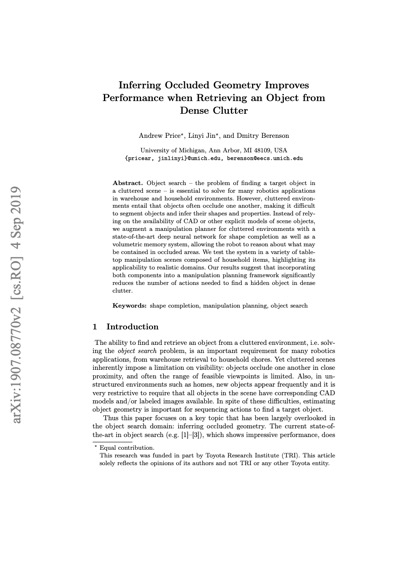 Inferring Occluded Geometry Improves
Performance when Retrieving an Object from
Dense Clutter
Andrew Price*, Linyi Jin*, and Dmitry Berenson
University of Michigan, Ann Arbor, MI 48109, USA
{pricear, jinlinyi}@umich.edu, berenson@eecs.umich.edu
Abstract. Object search – the problem of finding a target object in
a cluttered scene – is essential to solve for many robotics applications
in warehouse and household environments. However, cluttered environ-
ments entail that objects often occlude one another, making it difficult
to segment objects and infer their shapes and properties. Instead of rely-
ing on the availability of CAD or other explicit models of scene objects,
we augment a manipulation planner for cluttered environments with a
state-of-the-art deep neural network for shape completion as well as a
volumetric memory system, allowing the robot to reason about what may
be contained in occluded areas. We test the system in a variety of table-
top manipulation scenes composed of household items, highlighting its
applicability to realistic domains. Our results suggest that incorporating
both components into a manipulation planning framework significantly
reduces the number of actions needed to find a hidden object in dense
clutter.
Keywords: shape completion, manipulation planning, object search
1 Introduction
The ability to find and retrieve an object from a cluttered environment, i.e. solv-
ing the object search problem, is an important requirement for many robotics
applications, from warehouse retrieval to household chores. Yet cluttered scenes
inherently impose a limitation on visibility: objects occlude one another in close
proximity, and often the range of feasible viewpoints is limited. Also, in un-
structured environments such as homes, new objects appear frequently and it is
very restrictive to require that all objects in the scene have corresponding CAD
models and/or labeled images available. In spite of these difficulties, estimating
object geometry is important for sequencing actions to find a target object.
Thus this paper focuses on a key topic that has been largely overlooked in
the object search domain: inferring occluded geometry. The current state-of-
the-art in object search (e.g. [1]–[3]), which shows impressive performance, does
* Equal contribution.
This research was funded in part by Toyota Research Institute (TRI). This article
solely reflects the opinions of its authors and not TRI or any other Toyota entity.
arXiv:1907.08770v2 [cs.RO] 4 Sep 2019